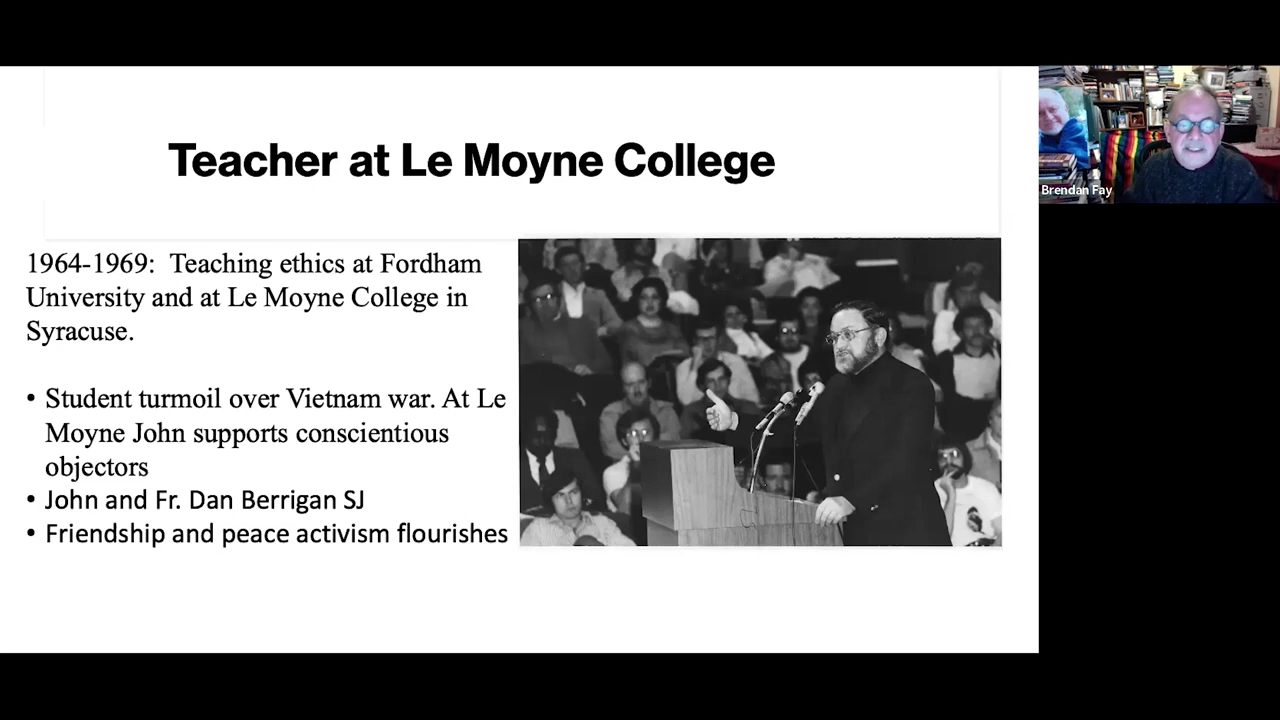 Teacher at Le Moyne College
1964-1969: Teaching ethics at Fordham
University and at Le Moyne College in
Syracuse.
• Student turmoil over Vietnam war. At Le
Moyne John supports conscientious
objectors
• John and Fr. Dan Berrigan SJ
• Friendship and peace activism flourishes
Brendan Fay